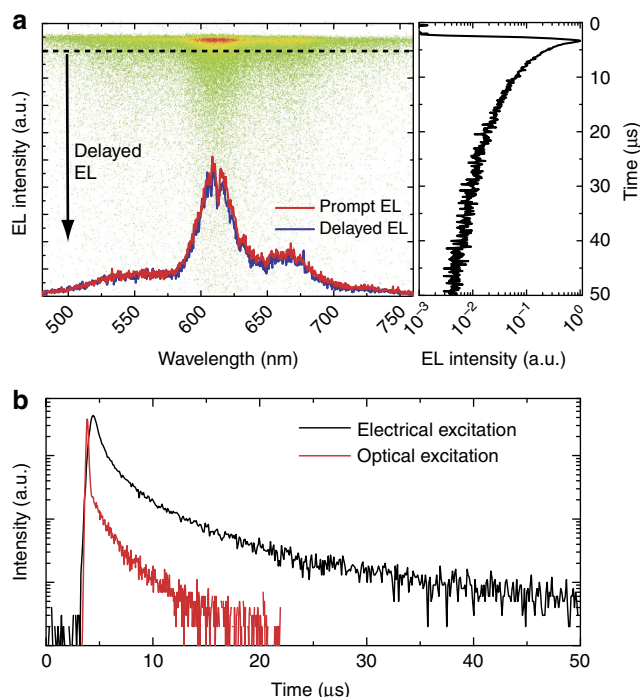 a
EL intensity (a.u.)
Delayed
EL
Prompt EL
Delayed EL
500 550 600 650 700 750
Wavelength (nm)
0
10
20
30
40
50
Time (µs)
10⁻³ 10⁻² 10⁻¹ 10⁰
EL intensity (a.u.)
b
Intensity (a.u.)
Electrical excitation
Optical excitation
0 10 20 30 40 50
Time (µs)